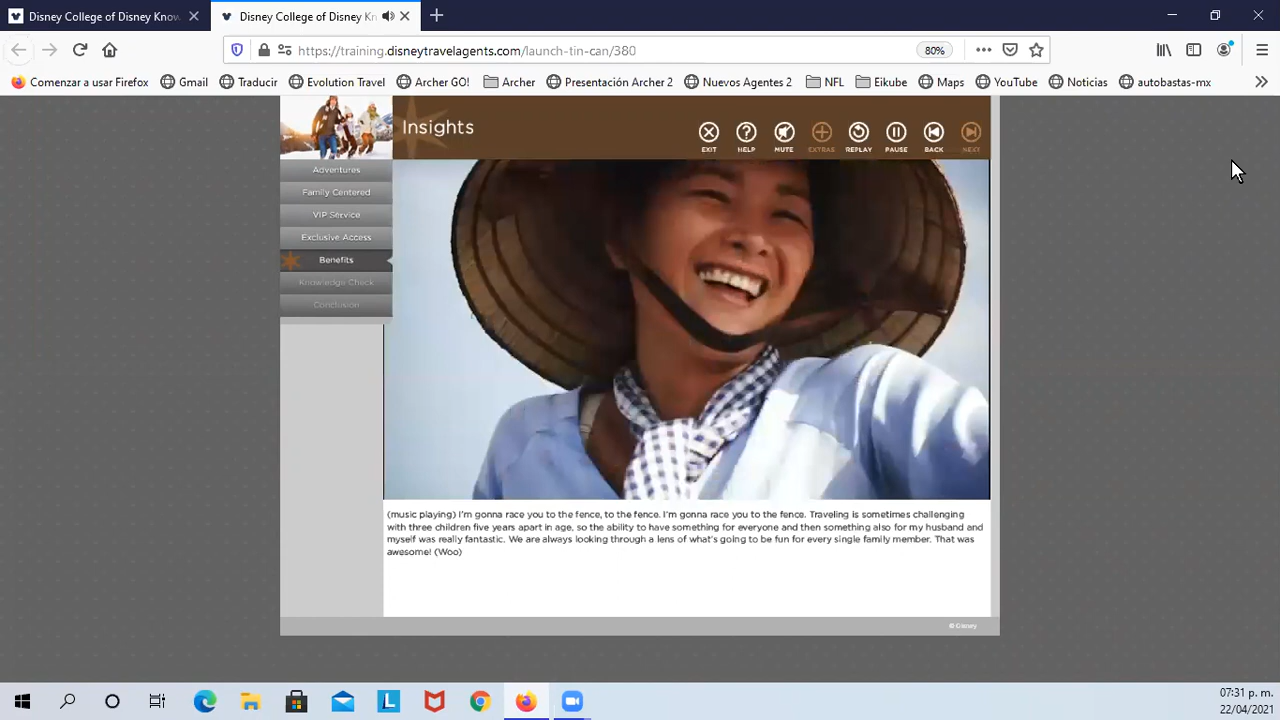 Disney College of Disney Know
Disney College of Disney Kn
https://training.disneytravelagents.com/launch-tin-can/380
80%
Comenzar a usar Firefox
Gmail
Traducir
Evolution Travel
Archer GO!
Archer
Presentación Archer 2
Nuevos Agentes 2
NFL
Eikube
Maps
YouTube
Noticias
autobastas-mx
Insights
EXIT
HELP
MUTE
EXTRAS
REPLAY
PAUSE
BACK
NEXT
Adventures
Family Centered
VIP Service
Exclusive Access
Benefits
Knowledge Check
Conclusion
(music playing) I'm gonna race you to the fence, to the fence. I'm gonna race you to the fence. Traveling is sometimes challenging
with three children five years apart in age, so the ability to have something for everyone and then something also for my husband and
myself was really fantastic. We are always looking through a lens of what's going to be fun for every single family member. That was
awesome! (Woo)
© Disney
07:31 p. m.
22/04/2021